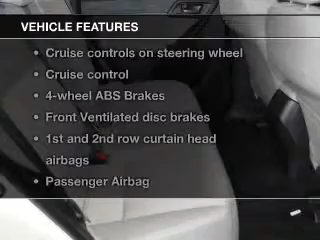 VEHICLE FEATURES
• Cruise controls on steering wheel
• Cruise control
• 4-wheel ABS Brakes
• Front Ventilated disc brakes
• 1st and 2nd row curtain head
airbags
• Passenger Airbag